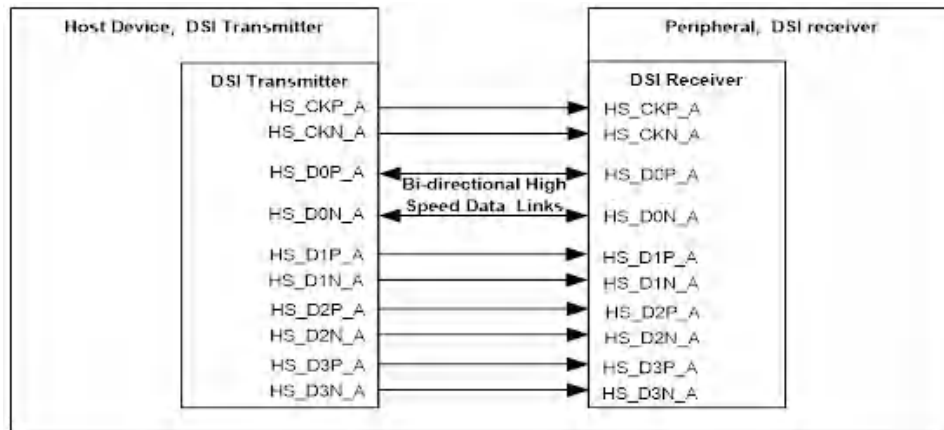 Host Device, DSI Transmitter
Peripheral, DSI receiver
DSI Transmitter
DSI Receiver
HS_CKP_A
HS_CKP_A
HS_CKN_A
HS_CKN_A
HS_D0P_A
HS_D0P_A
Bi-directional High
Speed Data Links
HS_D0N_A
HS_D0N_A
HS_D1P_A
HS_D1P_A
HS_D1N_A
HS_D1N_A
HS_D2P_A
HS_D2P_A
HS_D2N_A
HS_D2N_A
HS_D3P_A
HS_D3P_A
HS_D3N_A
HS_D3N_A